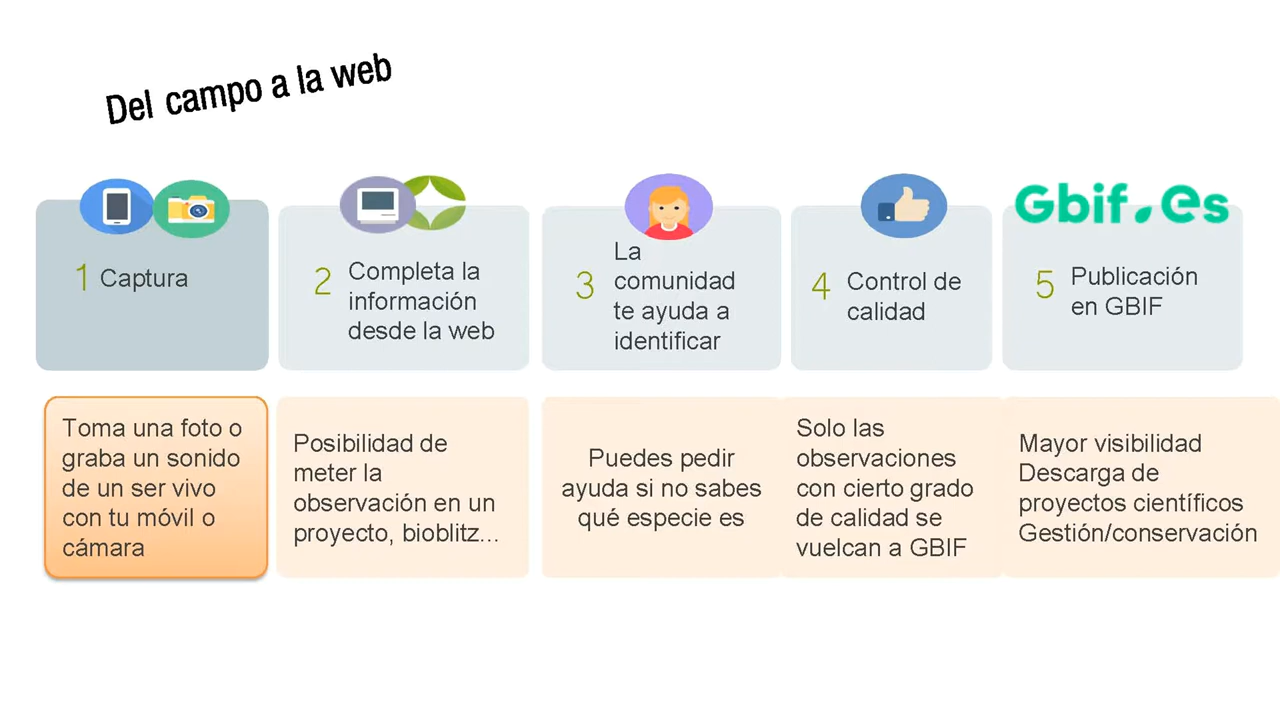 Del campo a la web
1 Captura
2 Completa la
información
desde la web
3 La
comunidad
te ayuda a
identificar
4 Control de
calidad
Gbif.es
5 Publicación
en GBIF
Toma una foto o
graba un sonido
de un ser vivo
con tu móvil o
cámara
Posibilidad de
meter la
observación en un
proyecto, bioblitz...
Puedes pedir
ayuda si no sabes
qué especie es
Solo las
observaciones
con cierto grado
de calidad se
vuelcan a GBIF
Mayor visibilidad
Descarga de
proyectos científicos
Gestión/conservación